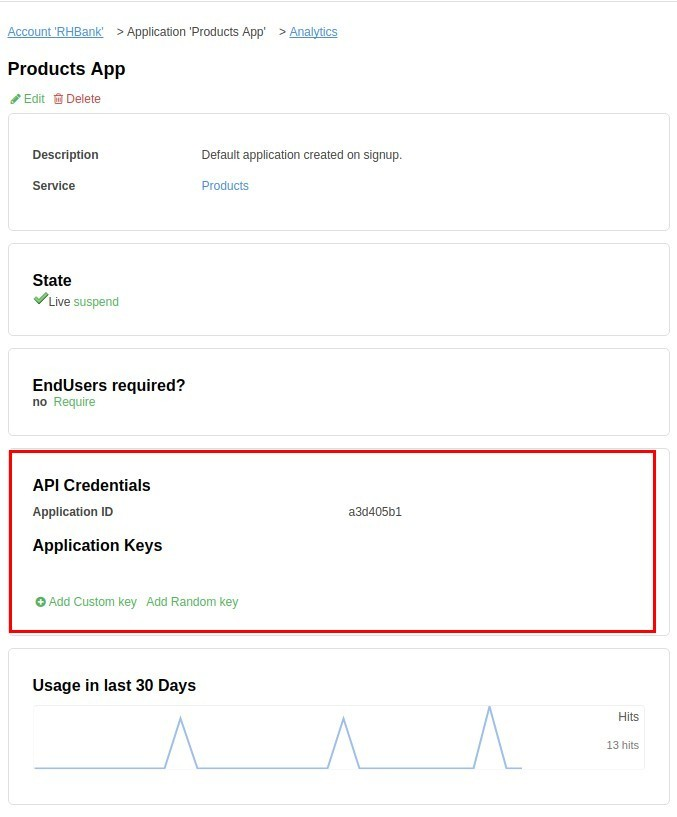 Account 'RHBank' > Application 'Products App' > Analytics
Products App
Edit Delete
Description Default application created on signup.
Service Products
State
Live suspend
EndUsers required?
no Require
API Credentials
Application ID a3d405b1
Application Keys
Add Custom key Add Random key
Usage in last 30 Days
Hits
13 hits